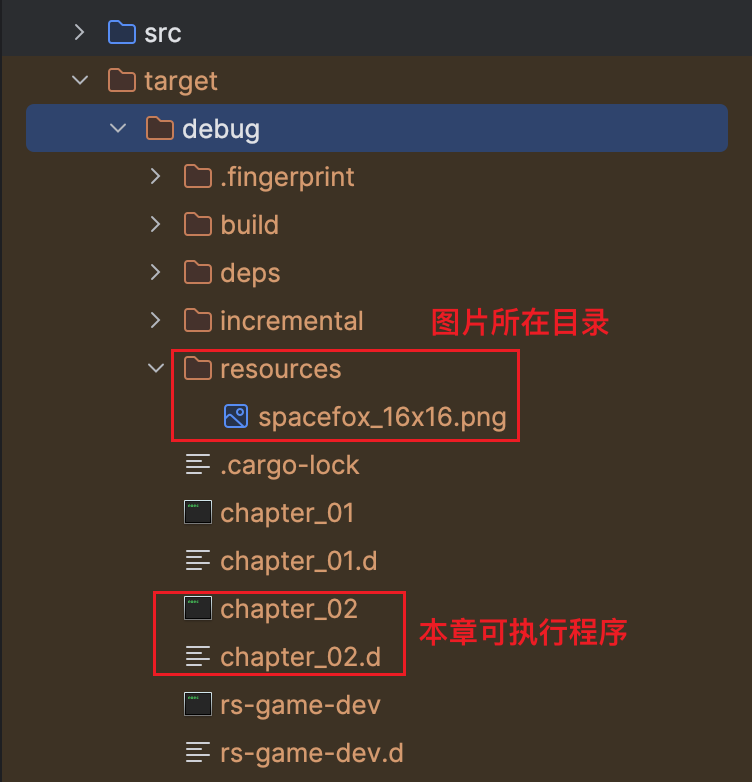 src
target
debug
.fingerprint
build
deps
incremental
图片所在目录
resources
spacefox_16x16.png
.cargo-lock
chapter_01
chapter_01.d
chapter_02
本章可执行程序
chapter_02.d
rs-game-dev
rs-game-dev.d